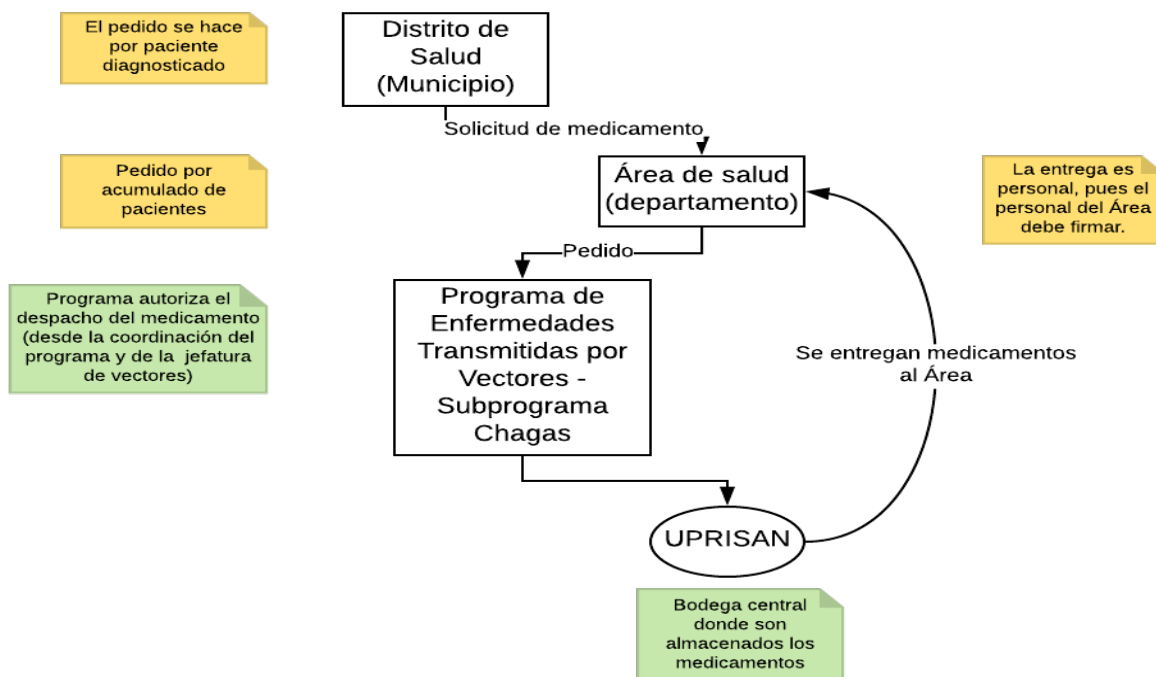 El pedido se hace
por paciente
diagnosticado
Distrito de
Salud
(Municipio)
Solicitud de medicamento
Pedido por
acumulado de
pacientes
Área de salud
(departamento)
La entrega es
personal, pues el
personal del Área
debe firmar.
Pedido
Programa autoriza el
despacho del medicamento
(desde la coordinación del
programa y de la jefatura
de vectores)
Programa de
Enfermedades
Transmitidas por
Vectores -
Subprograma
Chagas
Se entregan medicamentos
al Área
UPRISAN
Bodega central
donde son
almacenados los
medicamentos